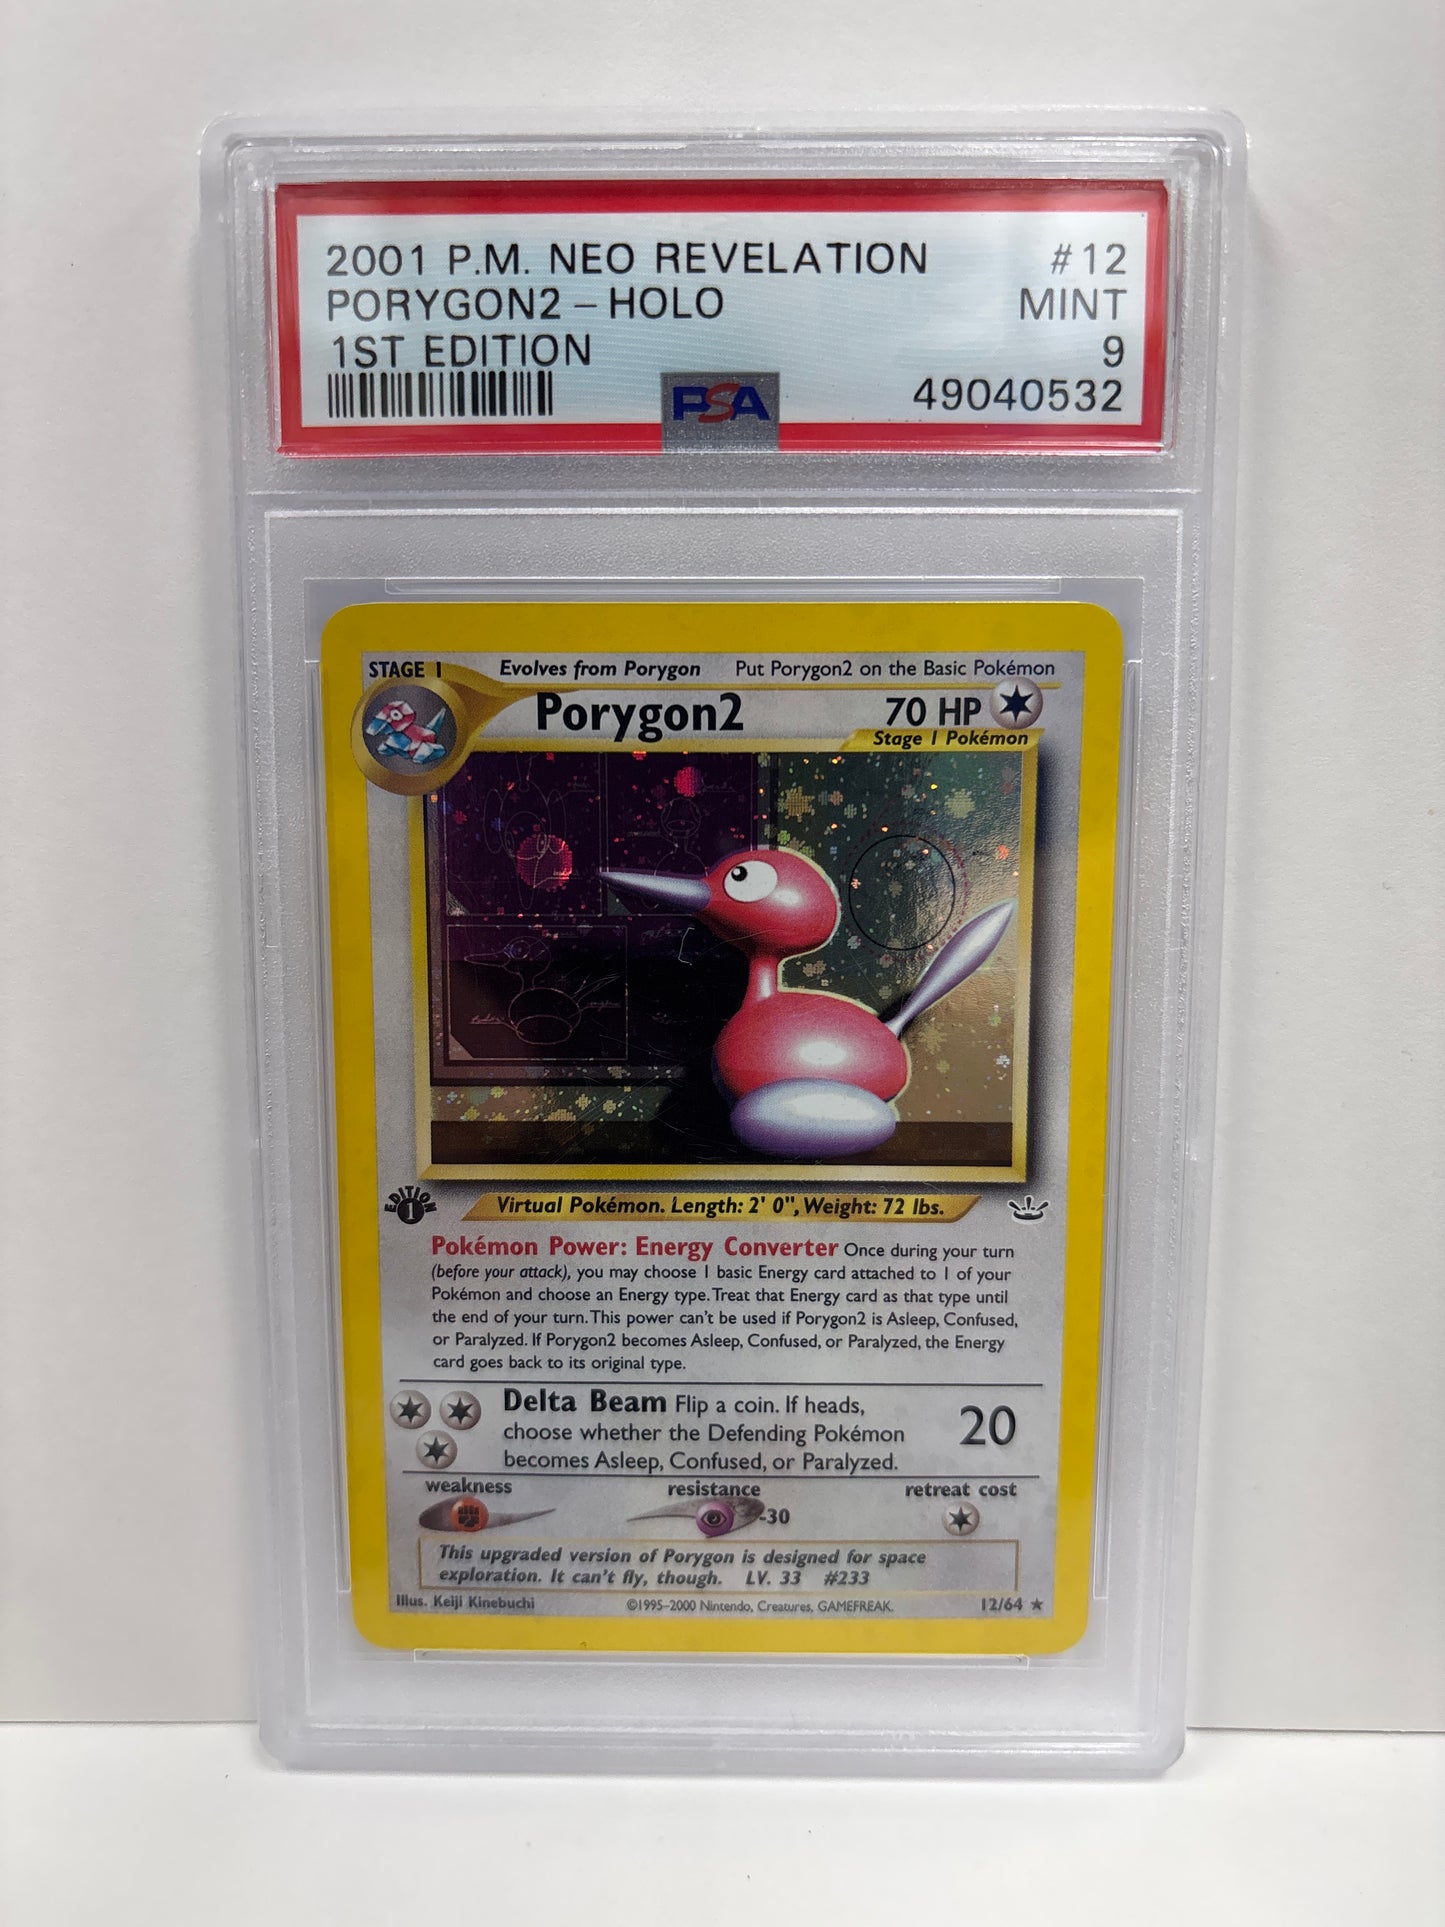 2001 P.M. NEO REVELATION #12
PORYGON2 – HOLO MINT
1ST EDITION 9
PSA 49040532
STAGE 1 Evolves from Porygon Put Porygon2 on the Basic Pokémon
Porygon2 70 HP
Stage 1 Pokémon
EDITION 1
Virtual Pokémon. Length: 2' 0", Weight: 72 lbs.
Pokémon Power: Energy Converter Once during your turn
(before your attack), you may choose 1 basic Energy card attached to 1 of your
Pokémon and choose an Energy type. Treat that Energy card as that type until
the end of your turn. This power can't be used if Porygon2 is Asleep, Confused,
or Paralyzed. If Porygon2 becomes Asleep, Confused, or Paralyzed, the Energy
card goes back to its original type.
Delta Beam Flip a coin. If heads, 20
choose whether the Defending Pokémon
becomes Asleep, Confused, or Paralyzed.
weakness resistance retreat cost
-30
This upgraded version of Porygon is designed for space
exploration. It can't fly, though. LV. 33 #233
Illus. Keiji Kinebuchi ©1995–2000 Nintendo, Creatures, GAMEFREAK. 12/64 ★